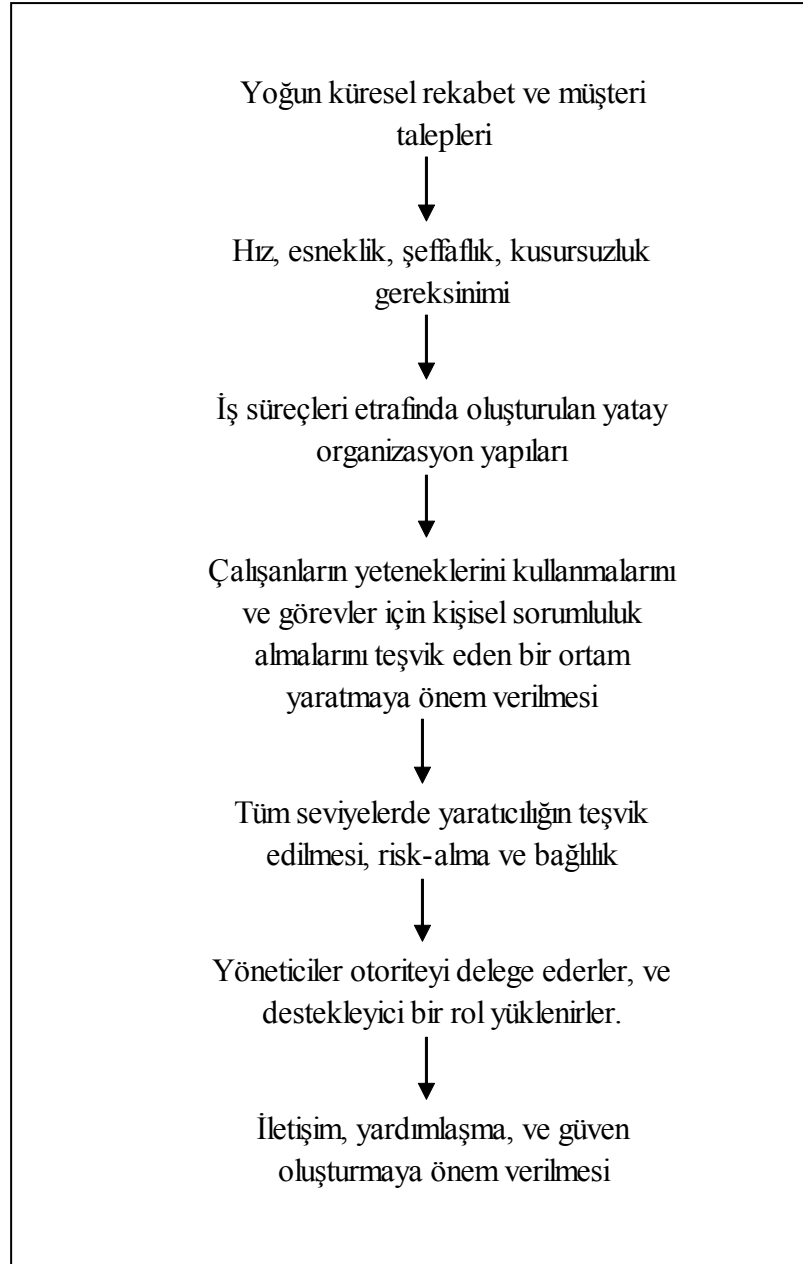 Yoğun küresel rekabet ve müşteri
talepleri
Hız, esneklik, şeffaflık, kusursuzluk
gereksinimi
İş süreçleri etrafında oluşturulan yatay
organizasyon yapıları
Çalışanların yeteneklerini kullanmalarını
ve görevler için kişisel sorumluluk
almalarını teşvik eden bir ortam
yaratmaya önem verilmesi
Tüm seviyelerde yaratıcılığın teşvik
edilmesi, risk-alma ve bağlılık
Yöneticiler otoriteyi delege ederler, ve
destekleyici bir rol yüklenirler.
İletişim, yardımlaşma, ve güven
oluşturmaya önem verilmesi